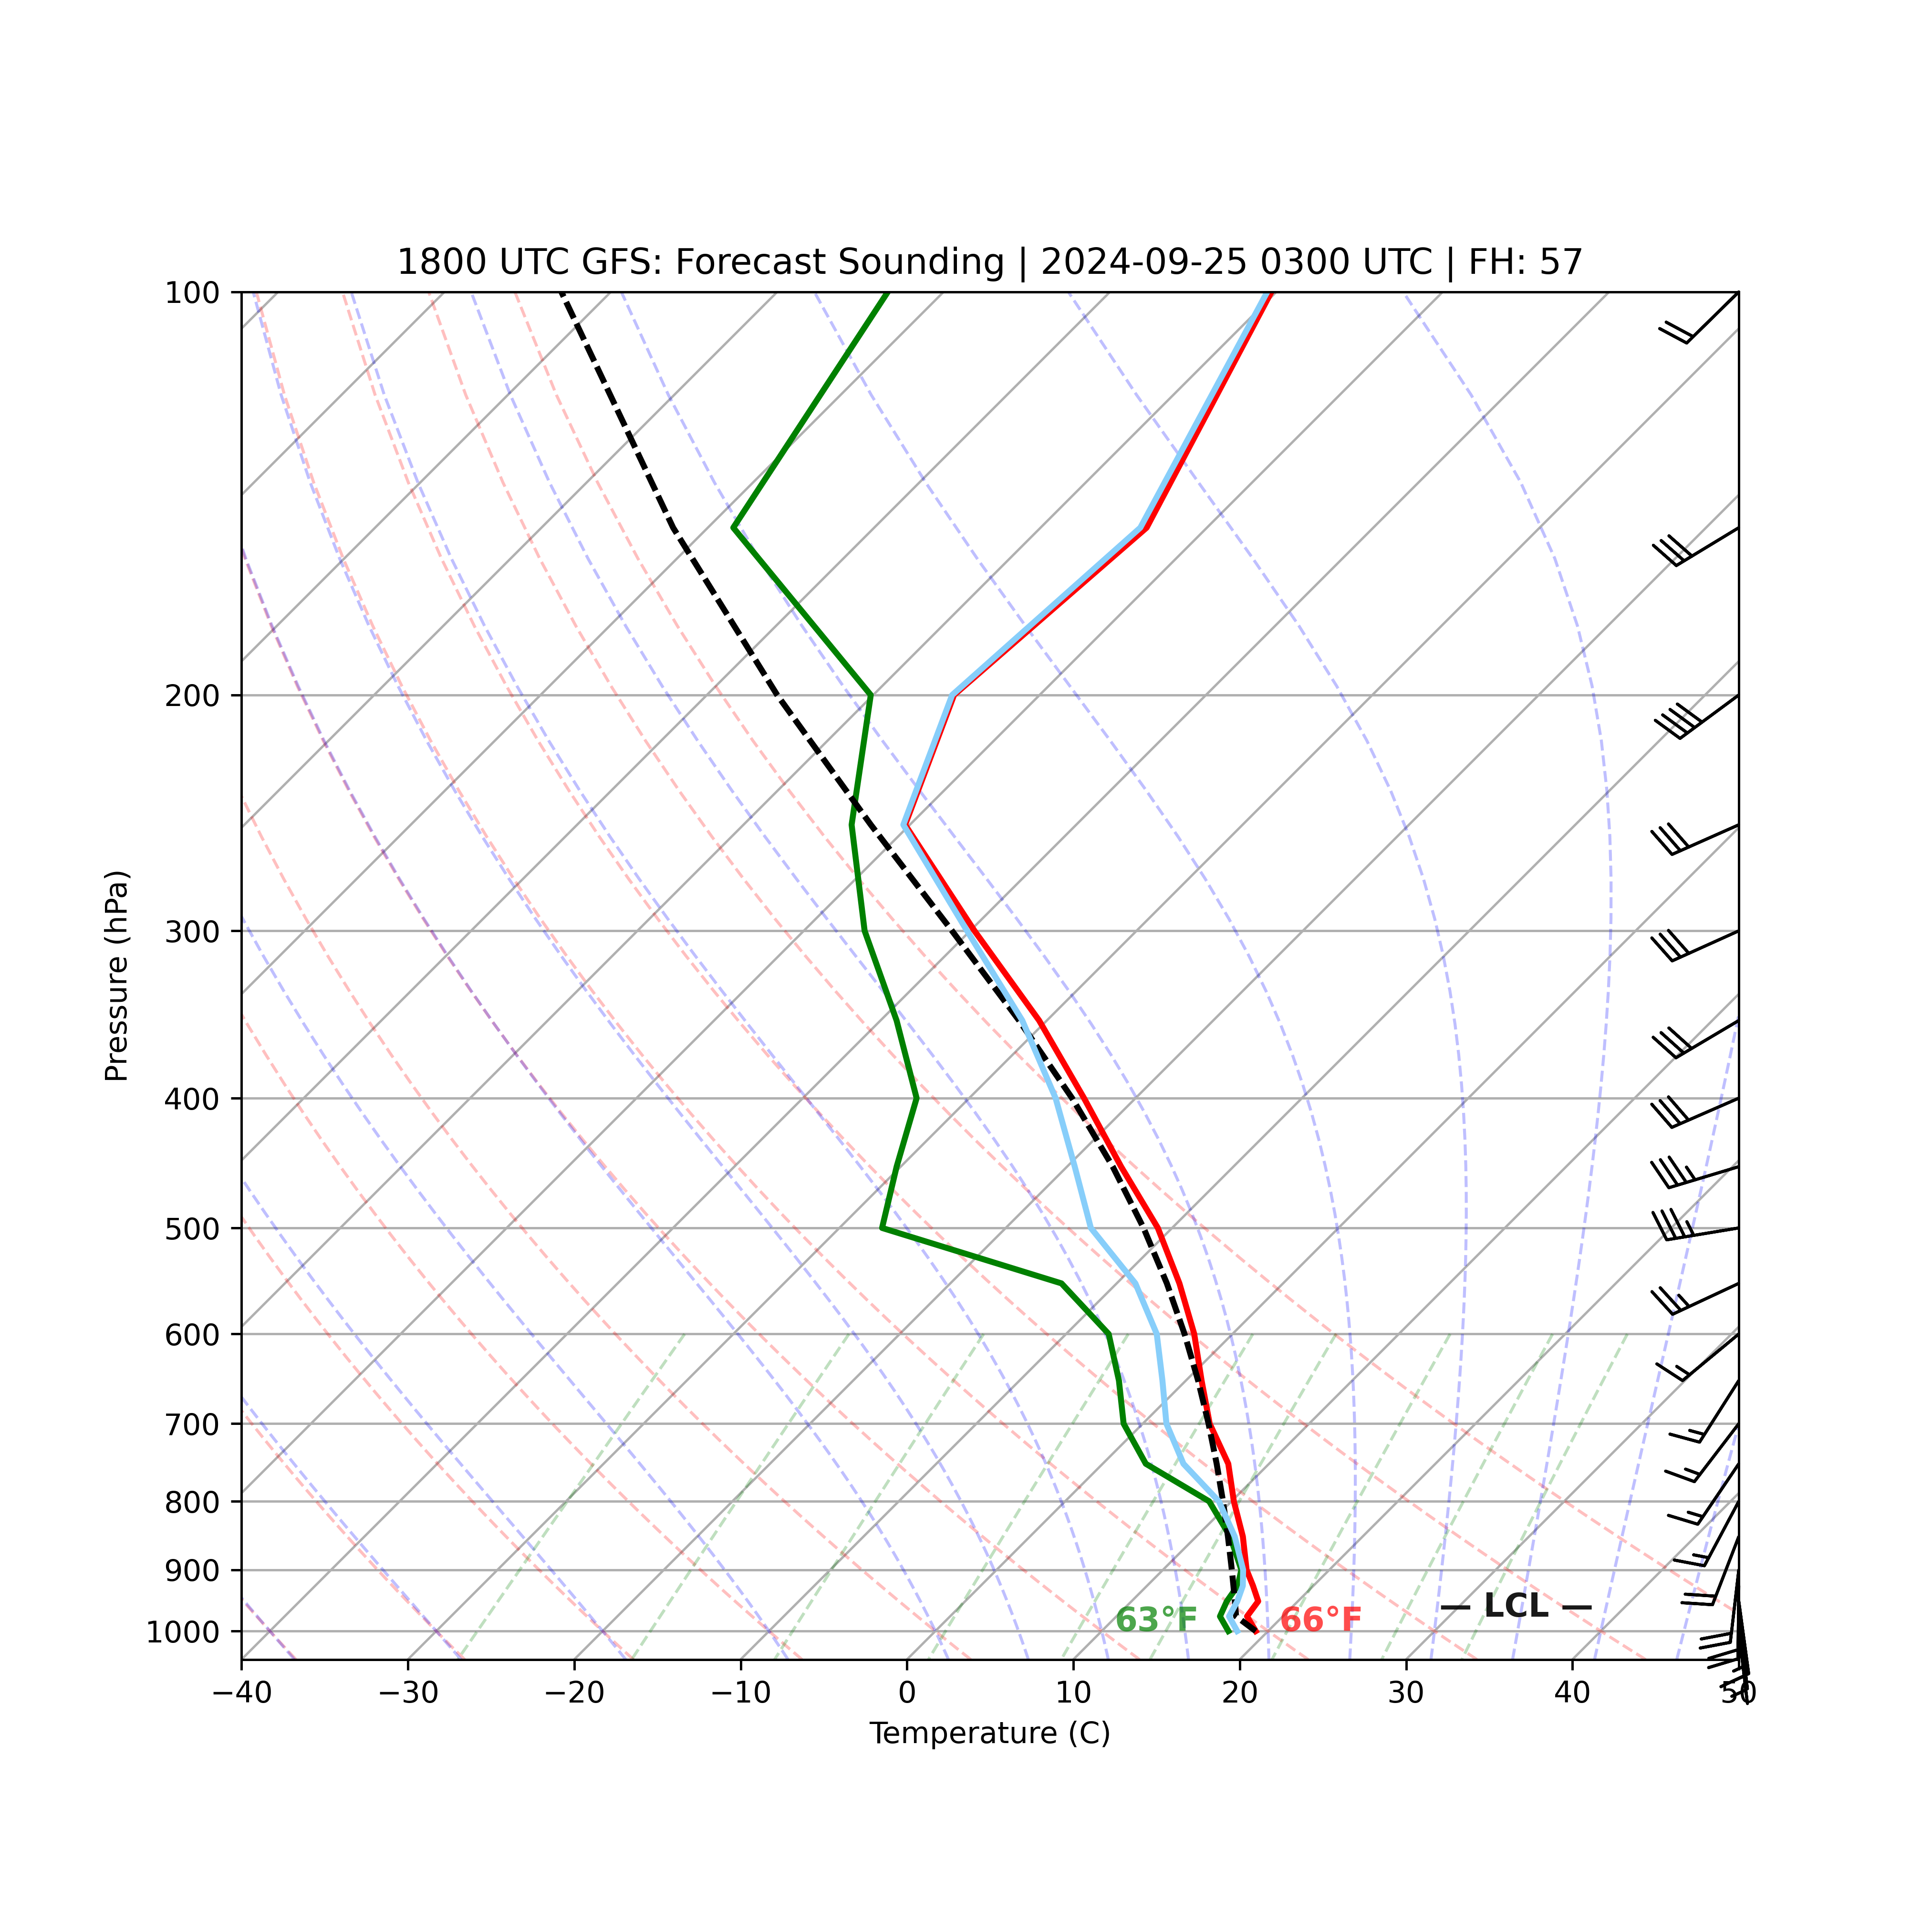 1800 UTC GFS: Forecast Sounding | 2024-09-25 0300 UTC | FH: 57
100
200
300
400
500
600
700
800
900
1000
Pressure (hPa)
63°F
66°F
— LCL —
−40 −30 −20 −10 0 10 20 30 40 50
Temperature (C)